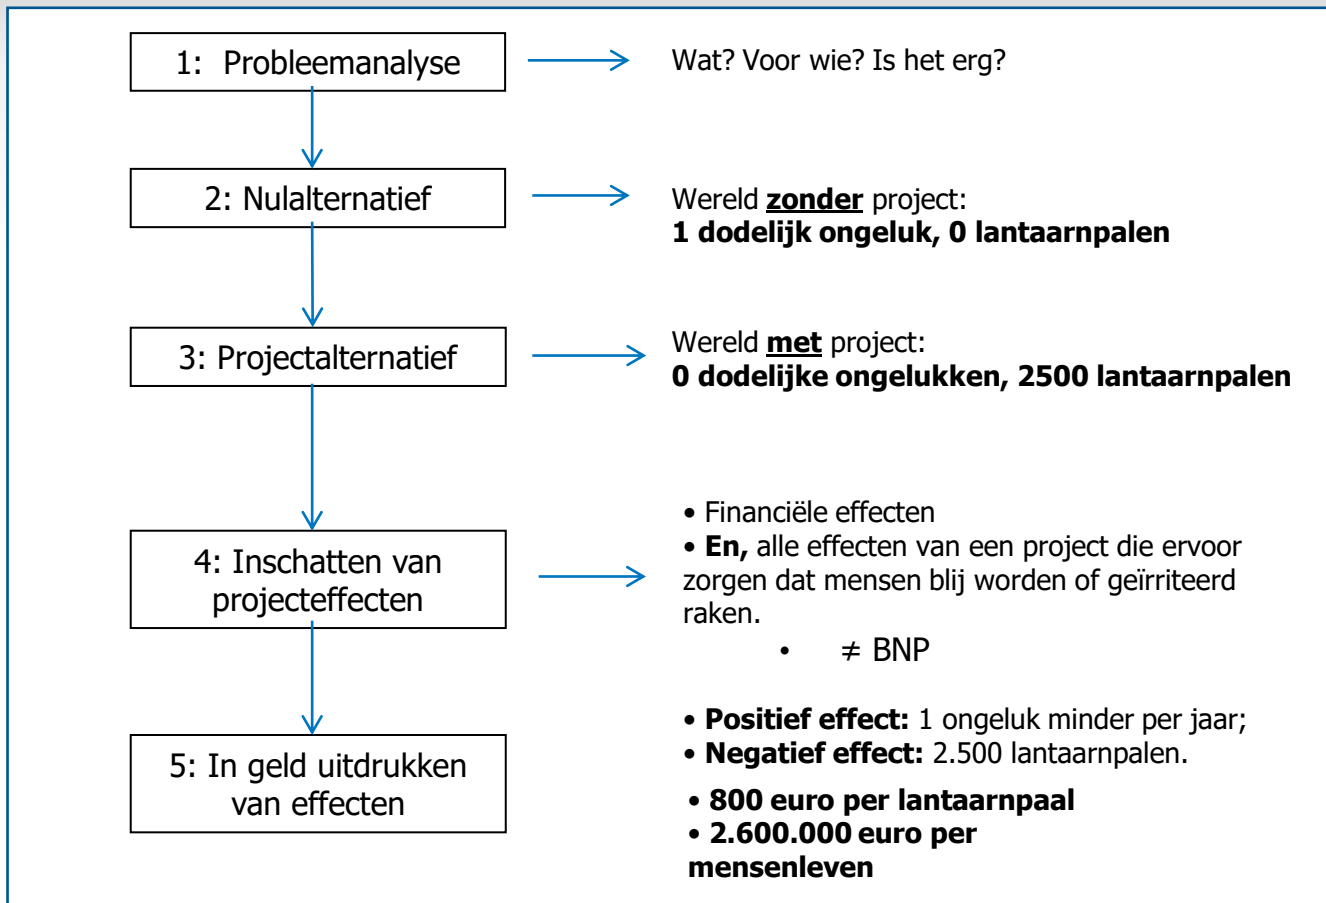 1:  Probleemanalyse
Wat? Voor wie? Is het erg?
2: Nulalternatief
Wereld zonder project:
1 dodelijk ongeluk, 0 lantaarnpalen
3: Projectalternatief
Wereld met project:
0 dodelijke ongelukken, 2500 lantaarnpalen
4: Inschatten van
projecteffecten
• Financiële effecten
• En, alle effecten van een project die ervoor
zorgen dat mensen blij worden of geïrriteerd
raken.
• ≠ BNP
5: In geld uitdrukken
van effecten
• Positief effect: 1 ongeluk minder per jaar;
• Negatief effect: 2.500 lantaarnpalen.
• 800 euro per lantaarnpaal
• 2.600.000 euro per
mensenleven